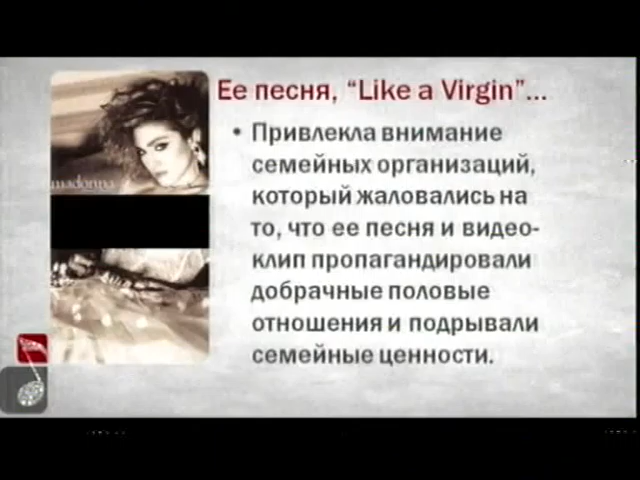 Ее песня, “Like a Virgin”...
• Привлекла внимание
семейных организаций,
который жаловались на
то, что ее песня и видео-
клип пропагандировали
добрачные половые
отношения и подрывали
семейные ценности.
madonna